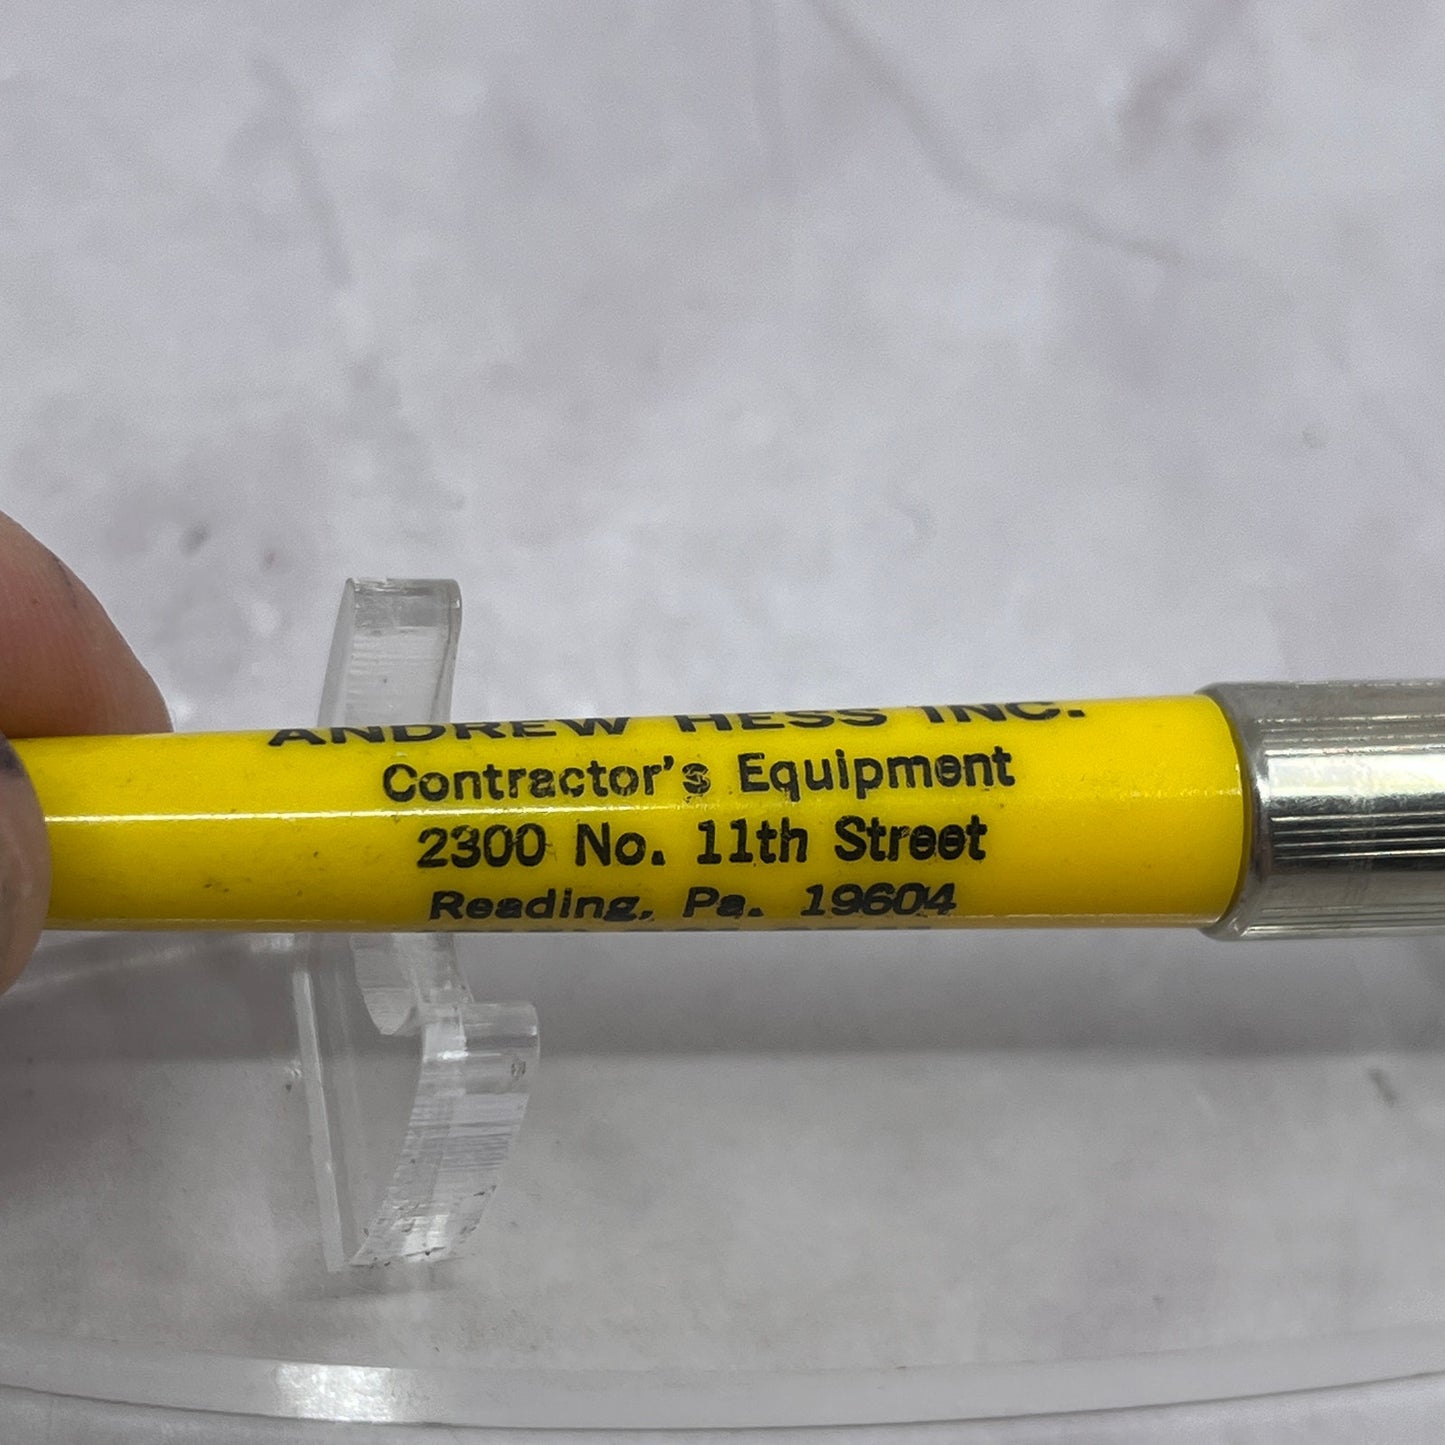 ANDREW HESS INC.
Contractor's Equipment
2300 No. 11th Street
Reading, Pa. 19604